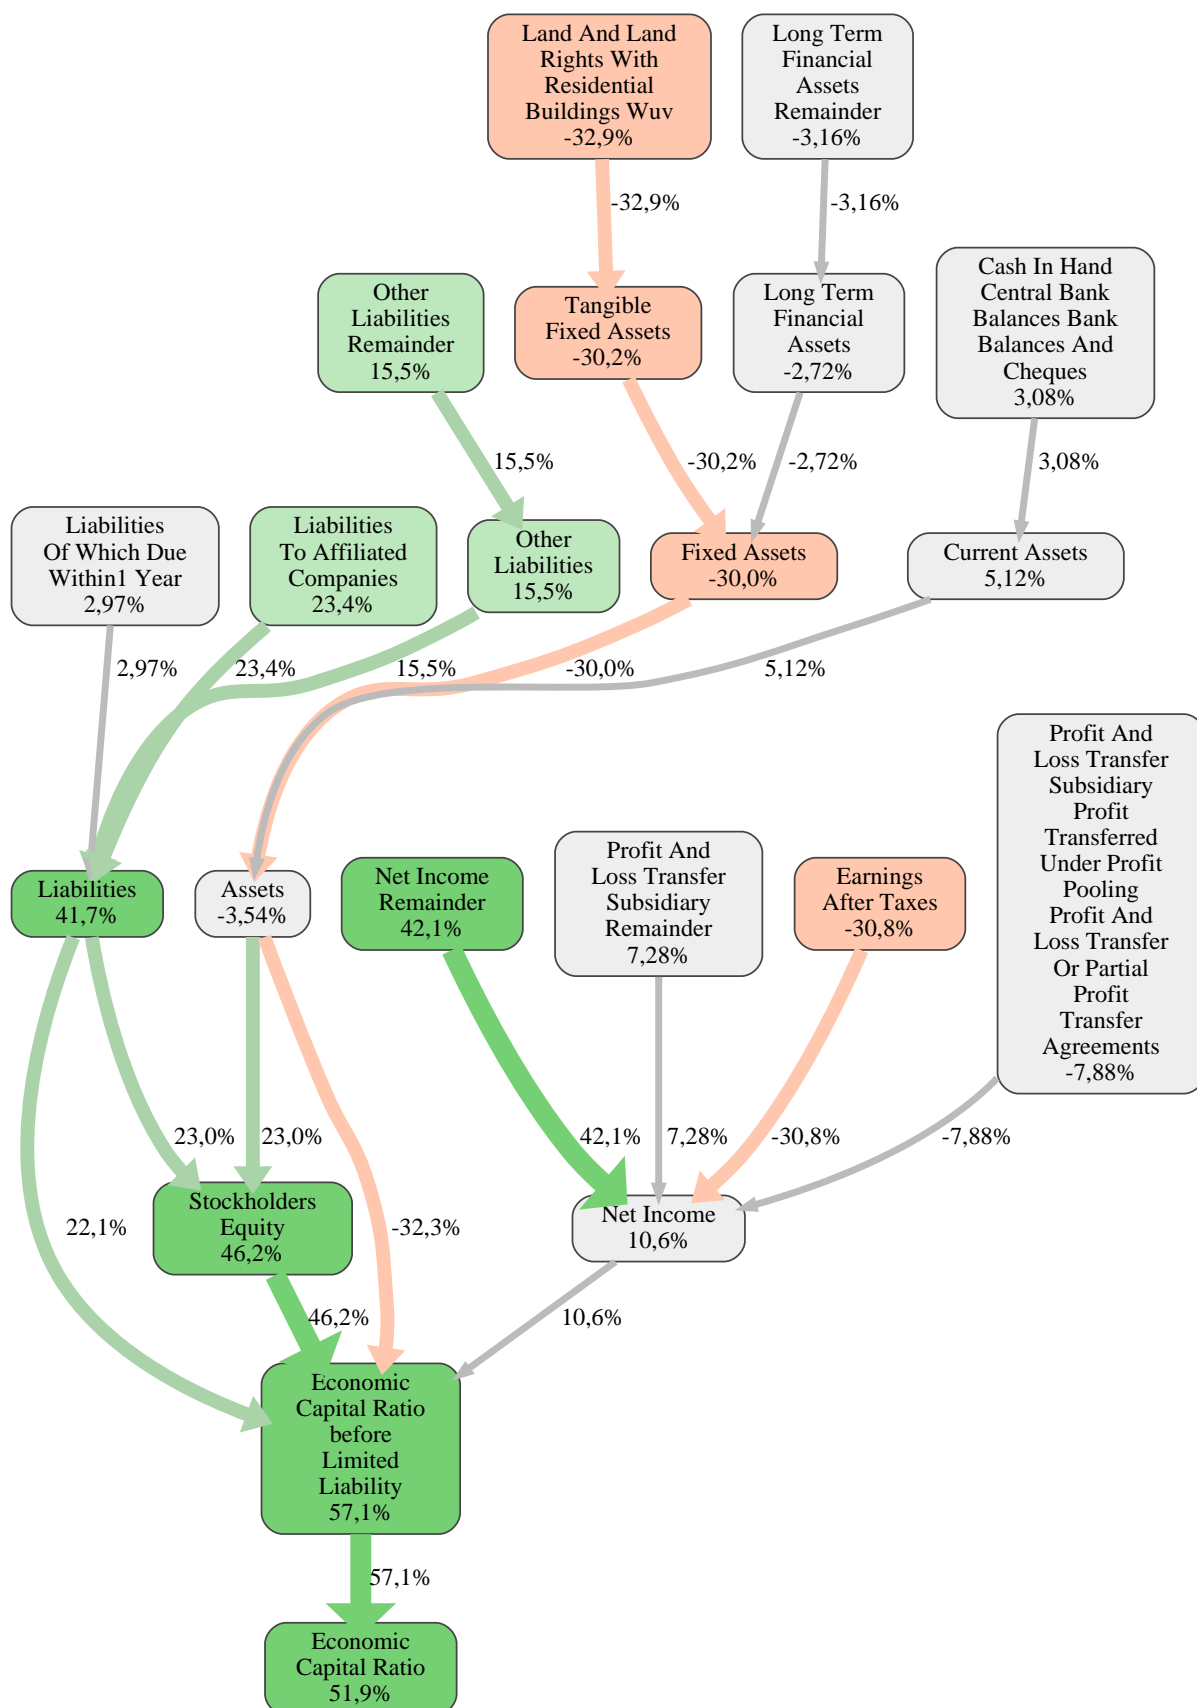 Land And Land
Rights With
Residential
Buildings Wuv
-32,9%
Long Term
Financial
Assets
Remainder
-3,16%
-32,9%
-3,16%
Other
Liabilities
Remainder
15,5%
Tangible
Fixed Assets
-30,2%
Long Term
Financial
Assets
-2,72%
Cash In Hand
Central Bank
Balances Bank
Balances And
Cheques
3,08%
15,5%
-30,2%
-2,72%
3,08%
Liabilities
Of Which Due
Within1 Year
2,97%
Liabilities
To Affiliated
Companies
23,4%
Other
Liabilities
15,5%
Fixed Assets
-30,0%
Current Assets
5,12%
2,97%
23,4%
15,5%
-30,0%
5,12%
Profit And
Loss Transfer
Subsidiary
Profit
Transferred
Under Profit
Pooling
Profit And
Loss Transfer
Or Partial
Profit
Transfer
Agreements
-7,88%
Liabilities
41,7%
Assets
-3,54%
Net Income
Remainder
42,1%
Profit And
Loss Transfer
Subsidiary
Remainder
7,28%
Earnings
After Taxes
-30,8%
23,0%
23,0%
42,1%
7,28%
-30,8%
-7,88%
Stockholders
Equity
46,2%
Net Income
10,6%
22,1%
-32,3%
46,2%
10,6%
Economic
Capital Ratio
before
Limited
Liability
57,1%
57,1%
Economic
Capital Ratio
51,9%